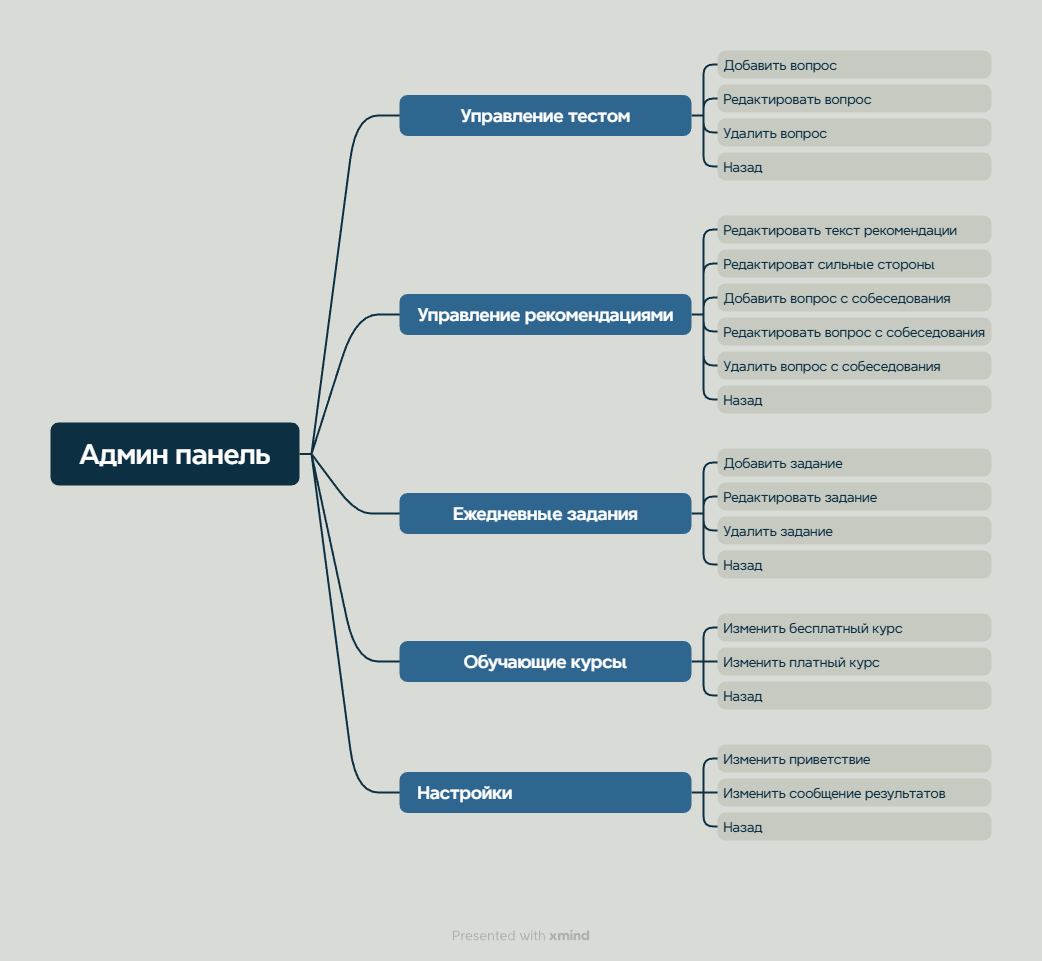 Админ панель
Управление тестом
Добавить вопрос
Редактировать вопрос
Удалить вопрос
Назад
Управление рекомендациями
Редактировать текст рекомендации
Редактироват сильные стороны
Добавить вопрос с собеседования
Редактировать вопрос с собеседования
Удалить вопрос с собеседования
Назад
Ежедневные задания
Добавить задание
Редактировать задание
Удалить задание
Назад
Обучающие курсы
Изменить бесплатный курс
Изменить платный курс
Назад
Настройки
Изменить приветствие
Изменить сообщение результатов
Назад
Presented with xmind